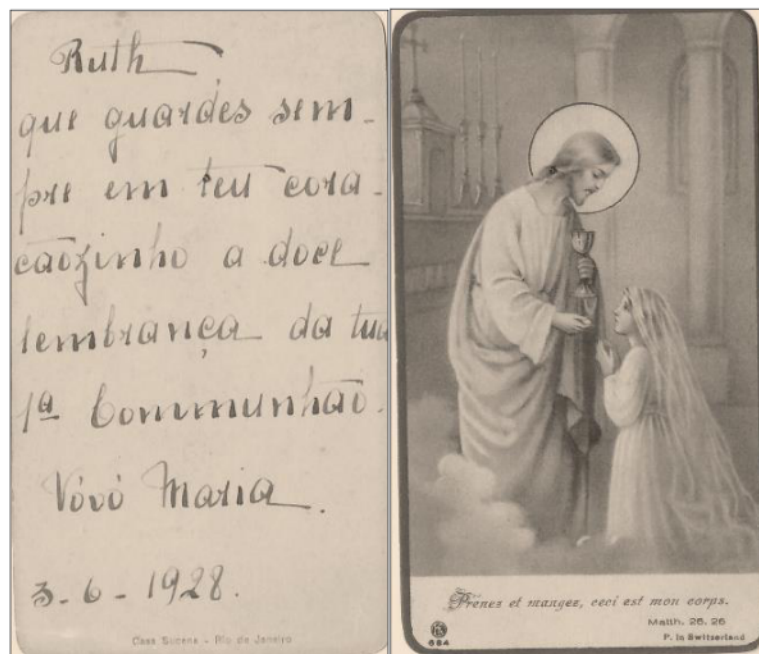 Ruth,
que guardes sem-
pre em teu cora-
cãozinho a doce
lembrança da tua
1ª Communhão.
Vóvó Maria.
3-6-1928.
Casa Sucena - Rio de Janeiro
Prenez et mangez, ceci est mon corps.
Matth. 26, 26
684
P. in Switzerland